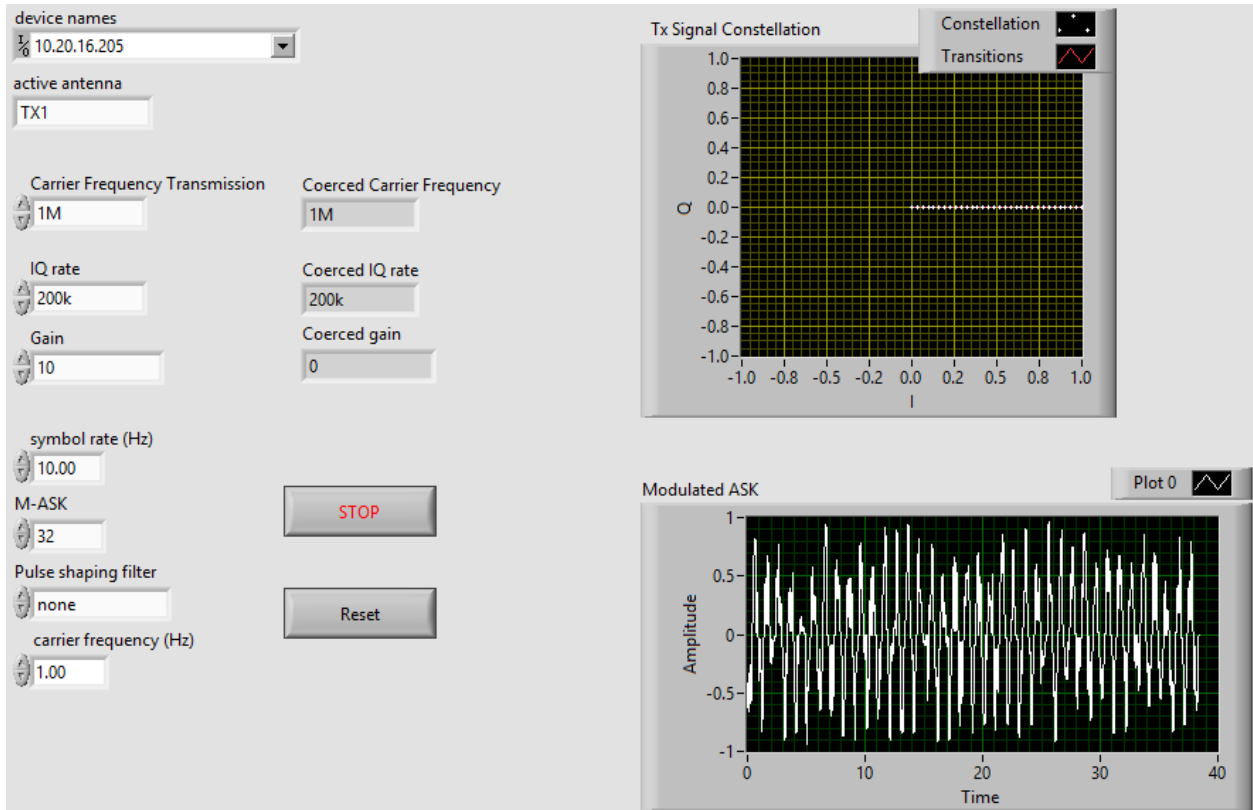 device names
I/0 10.20.16.205
active antenna
TX1
Carrier Frequency Transmission
1M
Coerced Carrier Frequency
1M
IQ rate
200k
Coerced IQ rate
200k
Gain
10
Coerced gain
0
symbol rate (Hz)
10.00
M-ASK
32
Pulse shaping filter
none
carrier frequency (Hz)
1.00
STOP
Reset
Tx Signal Constellation
Constellation
Transitions
1.0
0.8
0.6
0.4
0.2
0.0
-0.2
-0.4
-0.6
-0.8
-1.0
Q
-1.0 -0.8 -0.5 -0.2 0.0 0.2 0.5 0.8 1.0
I
Modulated ASK
Plot 0
1
0.5
0
-0.5
-1
Amplitude
0 10 20 30 40
Time